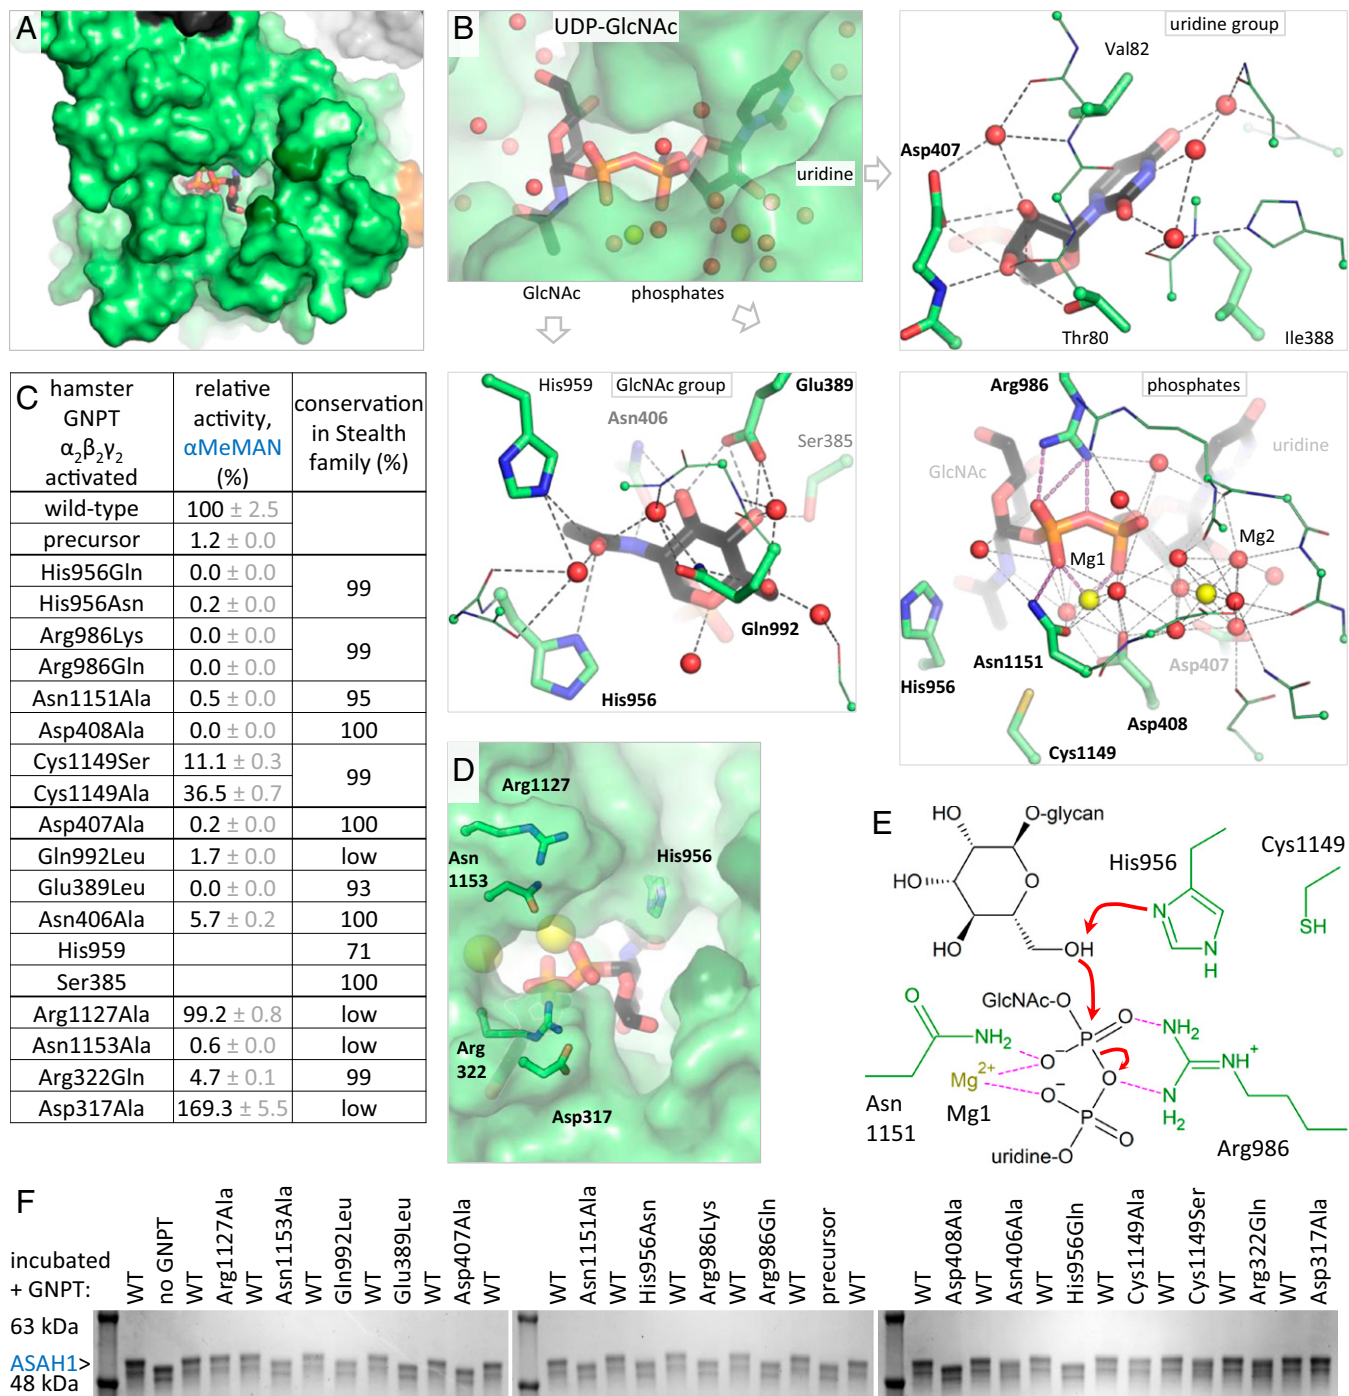 A
B
UDP-GlcNAc
uridine
GlcNAc
phosphates
uridine group
Val82
Asp407
Thr80
Ile388
C
hamster GNPT α2β2γ2 activated | relative activity, αMeMAN (%) | conservation in Stealth family (%)
wild-type 100 ± 2.5
precursor 1.2 ± 0.0
His956Gln 0.0 ± 0.0 99
His956Asn 0.2 ± 0.0
Arg986Lys 0.0 ± 0.0 99
Arg986Gln 0.0 ± 0.0
Asn1151Ala 0.5 ± 0.0 95
Asp408Ala 0.0 ± 0.0 100
Cys1149Ser 11.1 ± 0.3 99
Cys1149Ala 36.5 ± 0.7
Asp407Ala 0.2 ± 0.0 100
Gln992Leu 1.7 ± 0.0 low
Glu389Leu 0.0 ± 0.0 93
Asn406Ala 5.7 ± 0.2 100
His959 71
Ser385 100
Arg1127Ala 99.2 ± 0.8 low
Asn1153Ala 0.6 ± 0.0 low
Arg322Gln 4.7 ± 0.1 99
Asp317Ala 169.3 ± 5.5 low
His959
GlcNAc group
Glu389
Asn406
Ser385
Gln992
His956
Arg986
phosphates
uridine
GlcNAc
Mg2
Mg1
Asn1151
Asp407
His956
Asp408
Cys1149
D
Arg1127
Asn
1153
His956
Arg
322
Asp317
E
HO
O-glycan
HO
O
HO
OH
His956
N
N
H
Cys1149
SH
GlcNAc-O
O
NH2
P
O
O−
NH2
Mg2+
Mg1
O−
O
NH+
N
H2
P
O
uridine-O
Asn
1151
Arg986
F
incubated
+ GNPT:
WT
no GNPT
WT
Arg1127Ala
WT
Asn1153Ala
WT
Gln992Leu
WT
Glu389Leu
WT
Asp407Ala
WT
WT
Asn1151Ala
WT
His956Asn
WT
Arg986Lys
WT
Arg986Gln
WT
precursor
WT
WT
Asp408Ala
WT
Asn406Ala
WT
His956Gln
WT
Cys1149Ala
WT
Cys1149Ser
WT
Arg322Gln
WT
Asp317Ala
63 kDa
ASAH1>
48 kDa